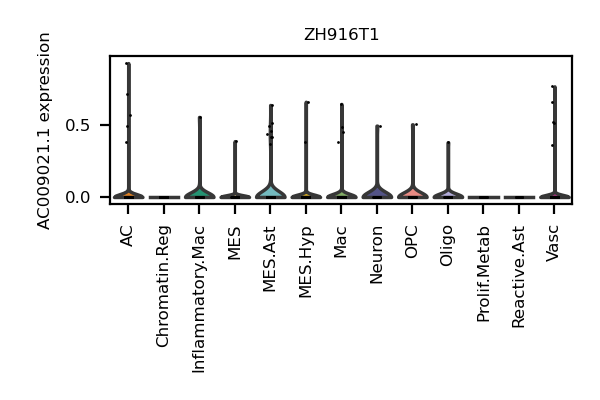 ZH916T1
AC009021.1 expression
0.5
0.0
AC
Chromatin.Reg
Inflammatory.Mac
MES
MES.Ast
MES.Hyp
Mac
Neuron
OPC
Oligo
Prolif.Metab
Reactive.Ast
Vasc